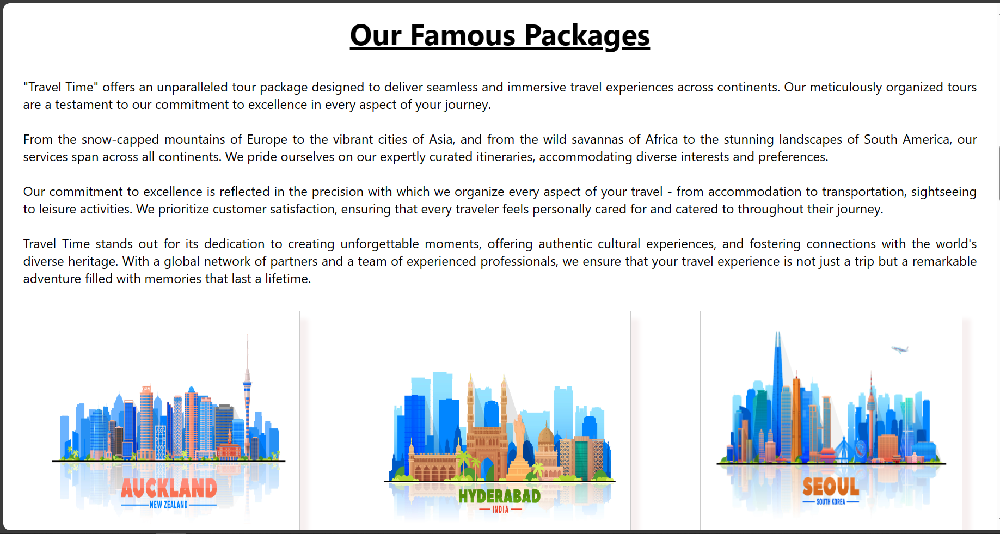 Our Famous Packages
"Travel Time" offers an unparalleled tour package designed to deliver seamless and immersive travel experiences across continents. Our meticulously organized tours
are a testament to our commitment to excellence in every aspect of your journey.
From the snow-capped mountains of Europe to the vibrant cities of Asia, and from the wild savannas of Africa to the stunning landscapes of South America, our
services span across all continents. We pride ourselves on our expertly curated itineraries, accommodating diverse interests and preferences.
Our commitment to excellence is reflected in the precision with which we organize every aspect of your travel - from accommodation to transportation, sightseeing
to leisure activities. We prioritize customer satisfaction, ensuring that every traveler feels personally cared for and catered to throughout their journey.
Travel Time stands out for its dedication to creating unforgettable moments, offering authentic cultural experiences, and fostering connections with the world's
diverse heritage. With a global network of partners and a team of experienced professionals, we ensure that your travel experience is not just a trip but a remarkable
adventure filled with memories that last a lifetime.
AUCKLAND
NEW ZEALAND
HYDERABAD
INDIA
SEOUL
SOUTH KOREA